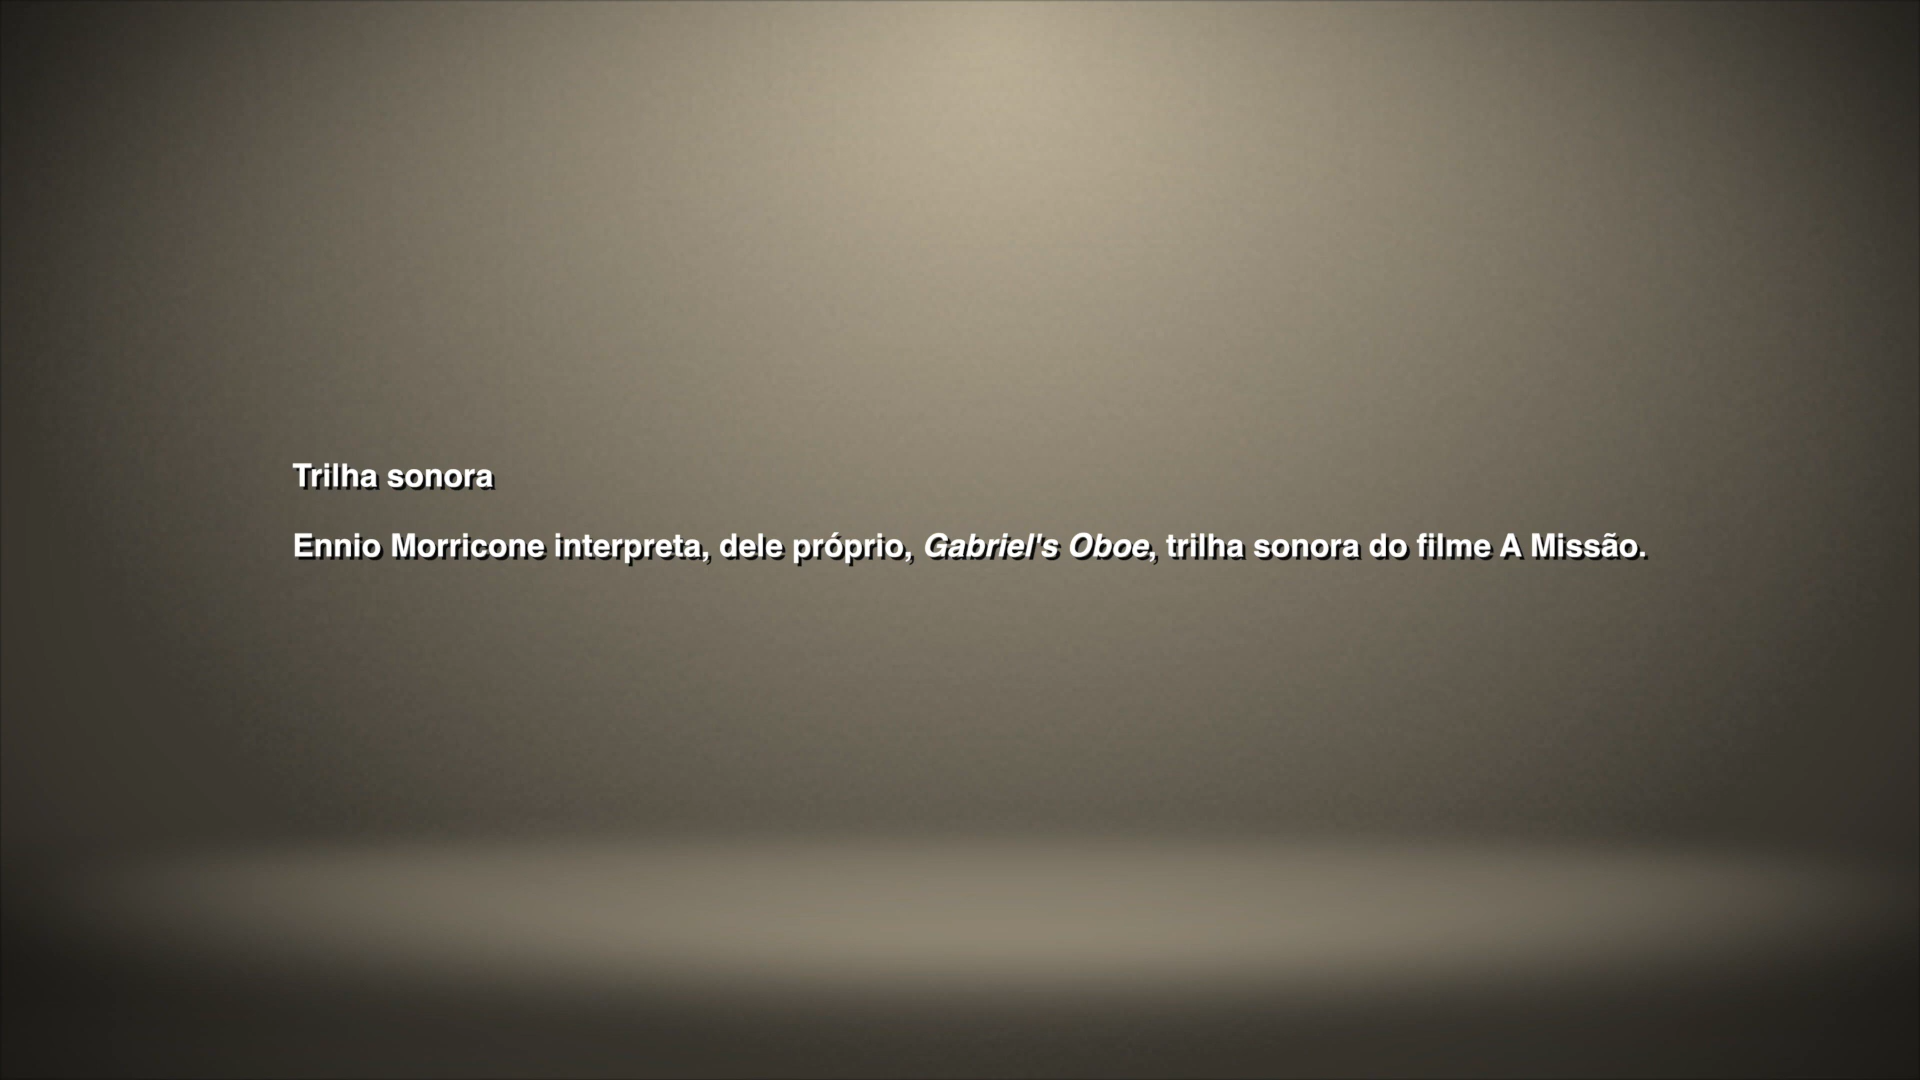 Trilha sonora
Ennio Morricone interpreta, dele próprio, Gabriel's Oboe, trilha sonora do filme A Missão.